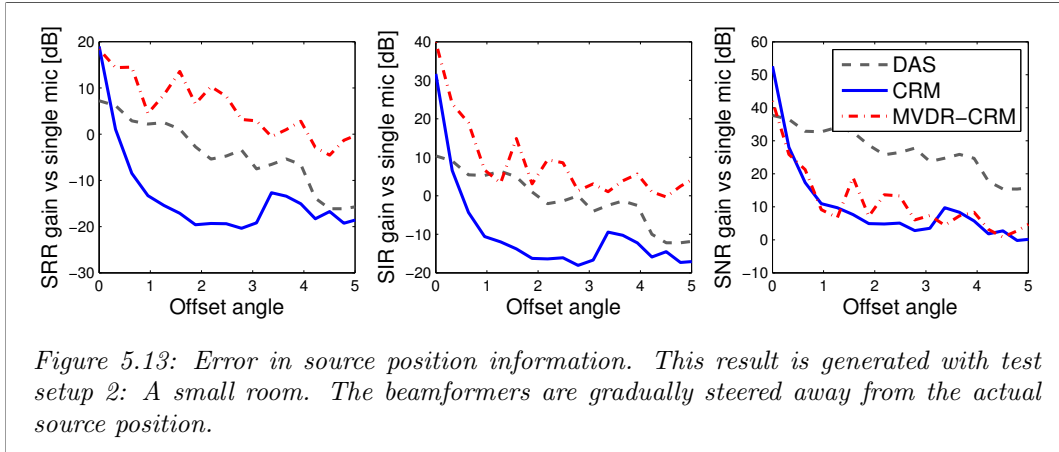 SRR gain vs single mic [dB]
20
10
0
−10
−20
−30
0 1 2 3 4 5
Offset angle
SIR gain vs single mic [dB]
40
30
20
10
0
−10
−20
0 1 2 3 4 5
Offset angle
SNR gain vs single mic [dB]
60
50
40
30
20
10
0
−10
0 1 2 3 4 5
Offset angle
DAS
CRM
MVDR−CRM
Figure 5.13: Error in source position information. This result is generated with test
setup 2: A small room. The beamformers are gradually steered away from the actual
source position.